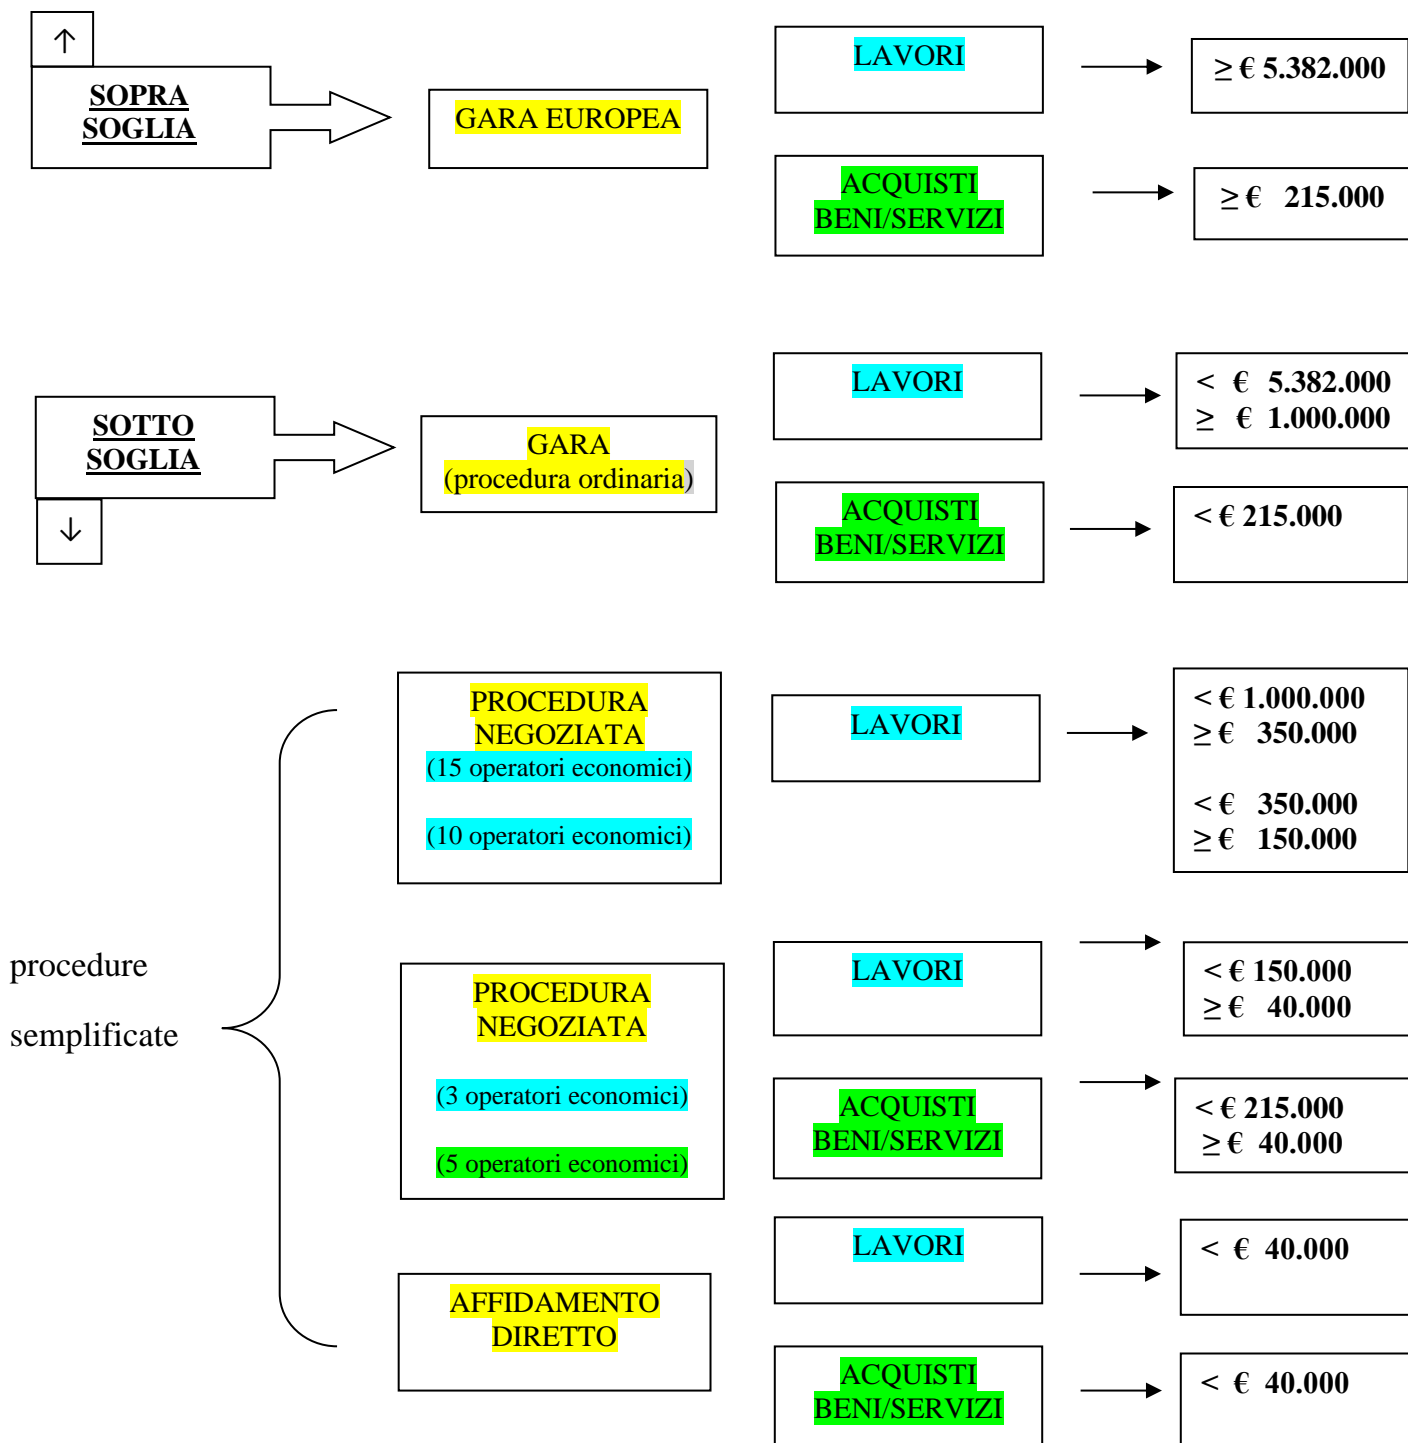 ↑
SOPRA
SOGLIA
GARA EUROPEA
LAVORI
≥ € 5.382.000
ACQUISTI
BENI/SERVIZI
≥ € 215.000
SOTTO
SOGLIA
↓
GARA
(procedura ordinaria)
LAVORI
< € 5.382.000
≥ € 1.000.000
ACQUISTI
BENI/SERVIZI
< € 215.000
procedure
semplificate
PROCEDURA
NEGOZIATA
(15 operatori economici)
(10 operatori economici)
LAVORI
< € 1.000.000
≥ € 350.000
< € 350.000
≥ € 150.000
PROCEDURA
NEGOZIATA
(3 operatori economici)
(5 operatori economici)
LAVORI
< € 150.000
≥ € 40.000
ACQUISTI
BENI/SERVIZI
< € 215.000
≥ € 40.000
AFFIDAMENTO
DIRETTO
LAVORI
< € 40.000
ACQUISTI
BENI/SERVIZI
< € 40.000